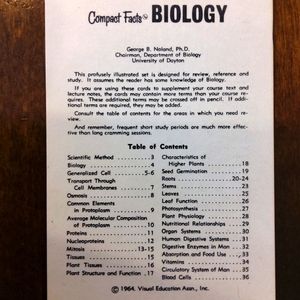 Compact Facts™ BIOLOGY
George B. Noland, Ph.D.
Chairman, Department of Biology
University of Dayton
This profusely illustrated set is designed for review, reference and
study. It assumes the reader has some knowledge of Biology.
If you are using these cards to supplement your course text and
lecture notes, the cards may contain more terms than your course re-
quires. These additional terms may be crossed off in pencil. If addi-
tional terms are required, they may be added.
Consult the table of contents for the areas in which you need re-
view.
And remember, frequent short study periods are much more effec-
tive than long cramming sessions.
Table of Contents
Scientific Method 3
Biology 4
Generalized Cell 5-6
Transport Through
Cell Membranes 7
Osmosis 8
Common Elements
in Protoplasm 9
Average Molecular Composition
of Protoplasm 10
Proteins 11
Nucleoproteins 12
Mitosis 13-15
Tissues 16
Plant Tissues 16
Plant Structure and Function 17
Characteristics of
Higher Plants 18
Seed Germination 19
Roots 20-24
Stems 23
Leaves 25
Leaf Function 26
Photosynthesis 27
Plant Physiology 28
Nutritional Relationships 29
Organ Systems 30
Human Digestive Systems 31
Digestive Enzymes in Man 32
Absorption and Food Use 33
Vitamins 34
Circulatory System of Man 35
Blood Cells 36
© 1964, Visual Education Assn., Inc.